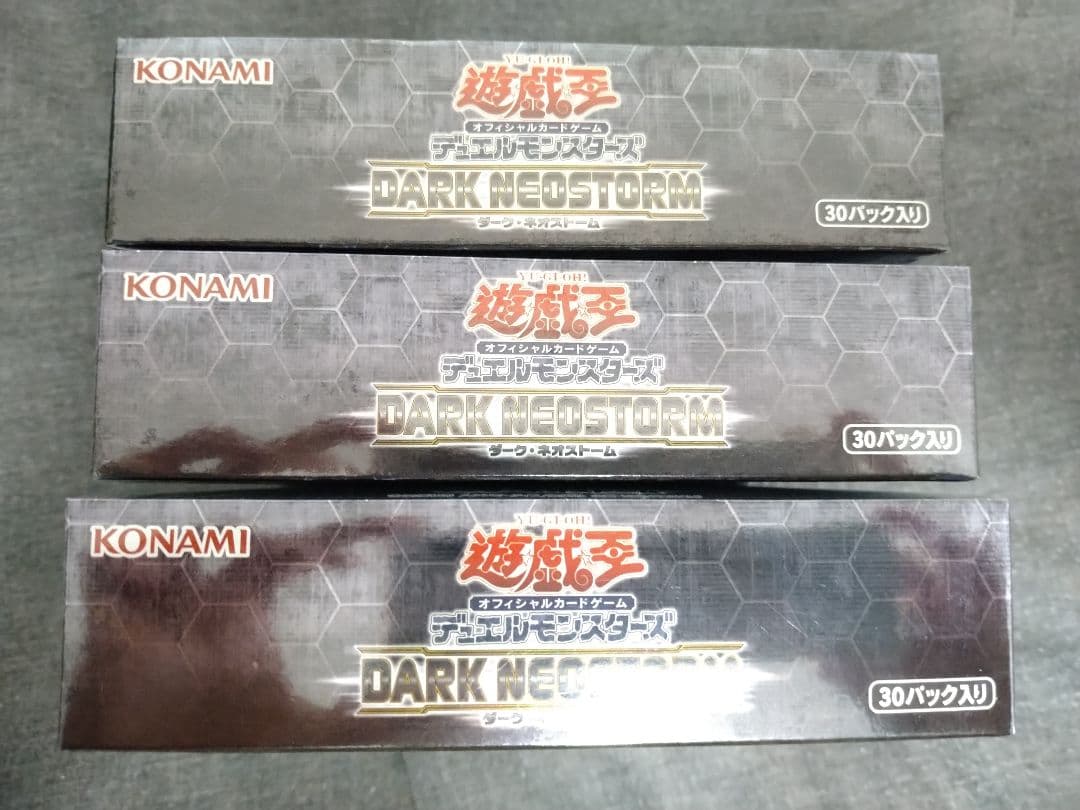 KONAMI
YU-GI-OH!
遊戯王
オフィシャルカードゲーム
デュエルモンスターズ
DARK NEOSTORM
ダーク・ネオストーム
30パック入り
KONAMI
YU-GI-OH!
遊戯王
オフィシャルカードゲーム
デュエルモンスターズ
DARK NEOSTORM
ダーク・ネオストーム
30パック入り
KONAMI
YU-GI-OH!
遊戯王
オフィシャルカードゲーム
デュエルモンスターズ
DARK NEOSTORM
ダーク
30パック入り